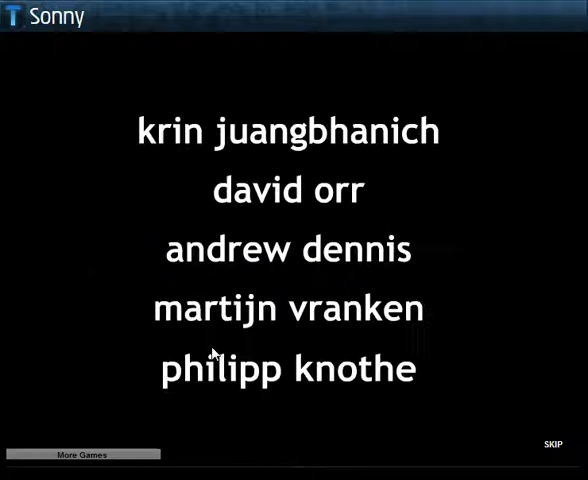 T Sonny
krin juangbhanich
david orr
andrew dennis
martijn vranken
philipp knothe
SKIP
More Games